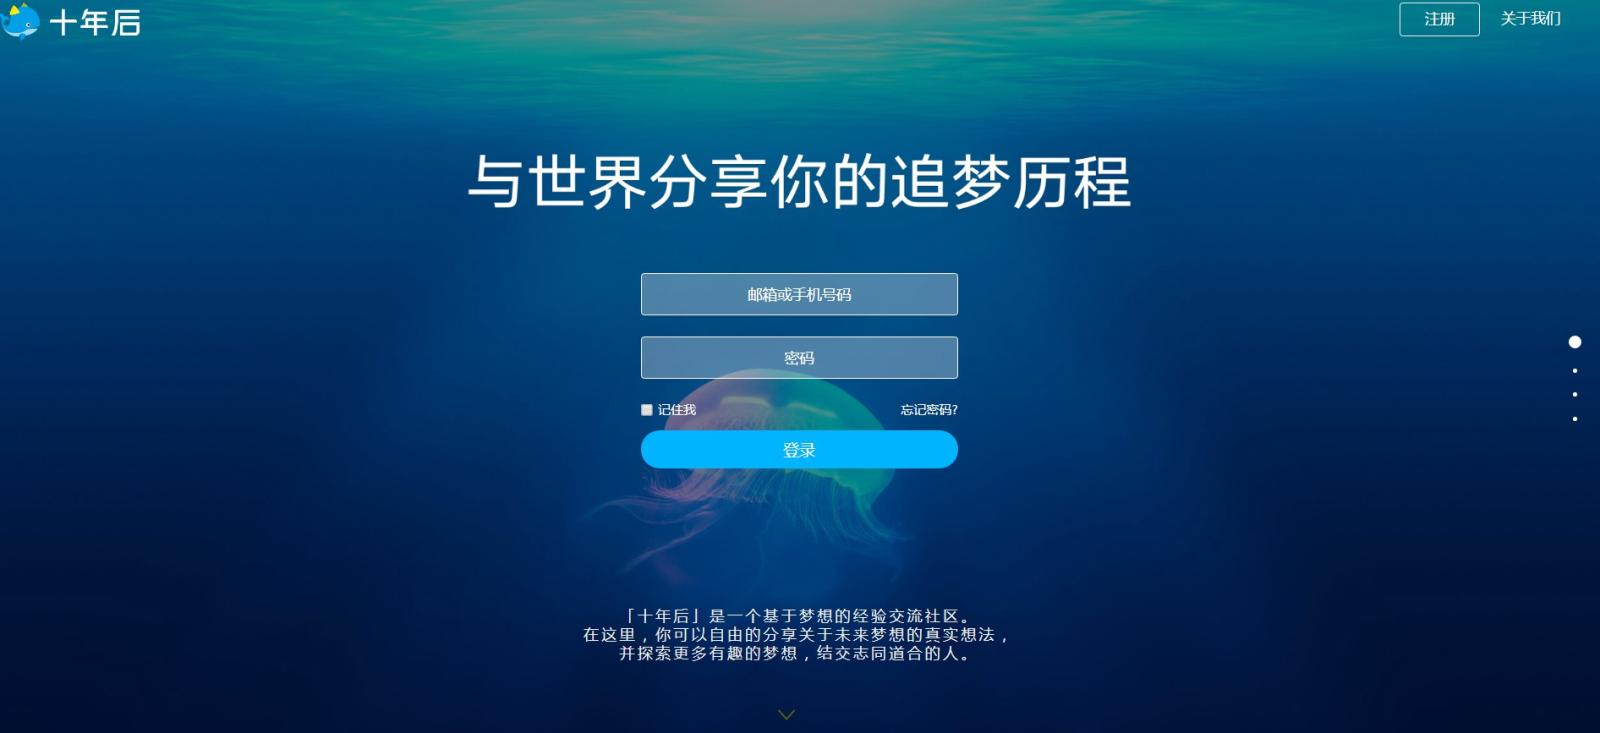 十年后
注册
关于我们
与世界分享你的追梦历程
邮箱或手机号码
密码
记住我
忘记密码?
登录
「十年后」是一个基于梦想的经验交流社区。
在这里，你可以自由的分享关于未来梦想的真实想法，
并探索更多有趣的梦想，结交志同道合的人。